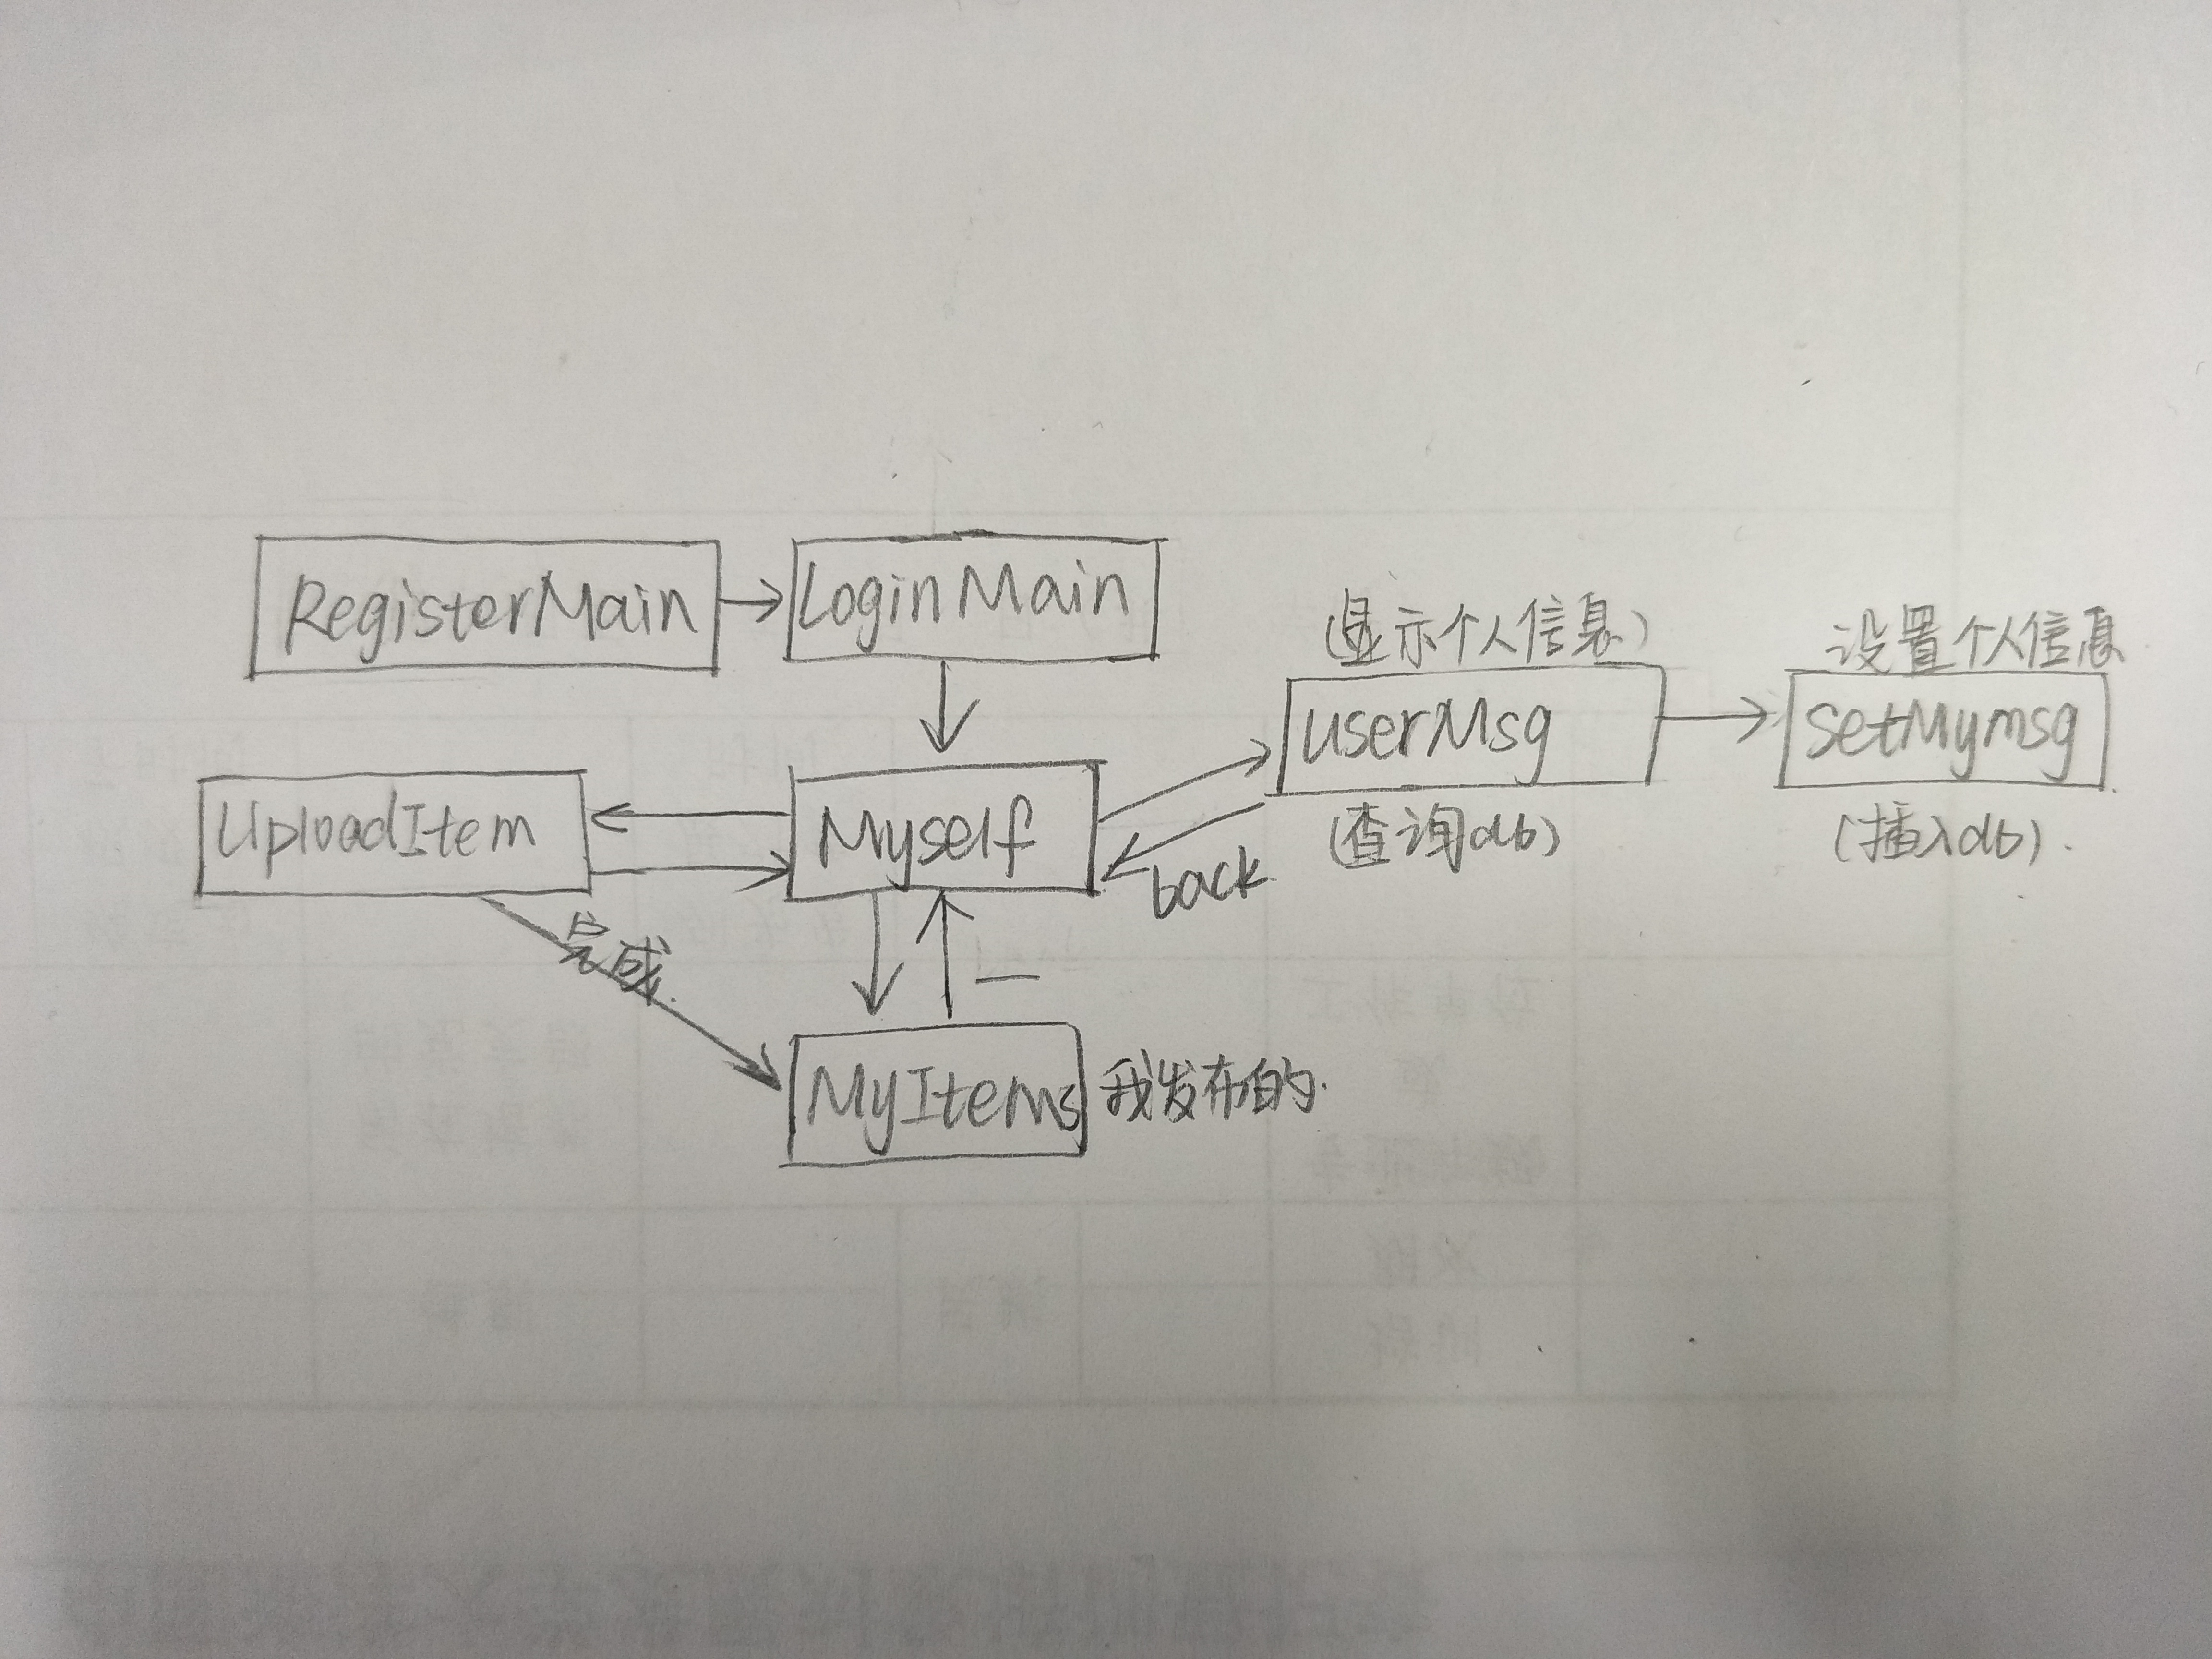 RegisterMain
LoginMain
(显示个人信息)
设置个人信息
userMsg
setMymsg
UploadItem
Myself
(查询db)
(插入db).
back
完成.
MyItems
我发布的.